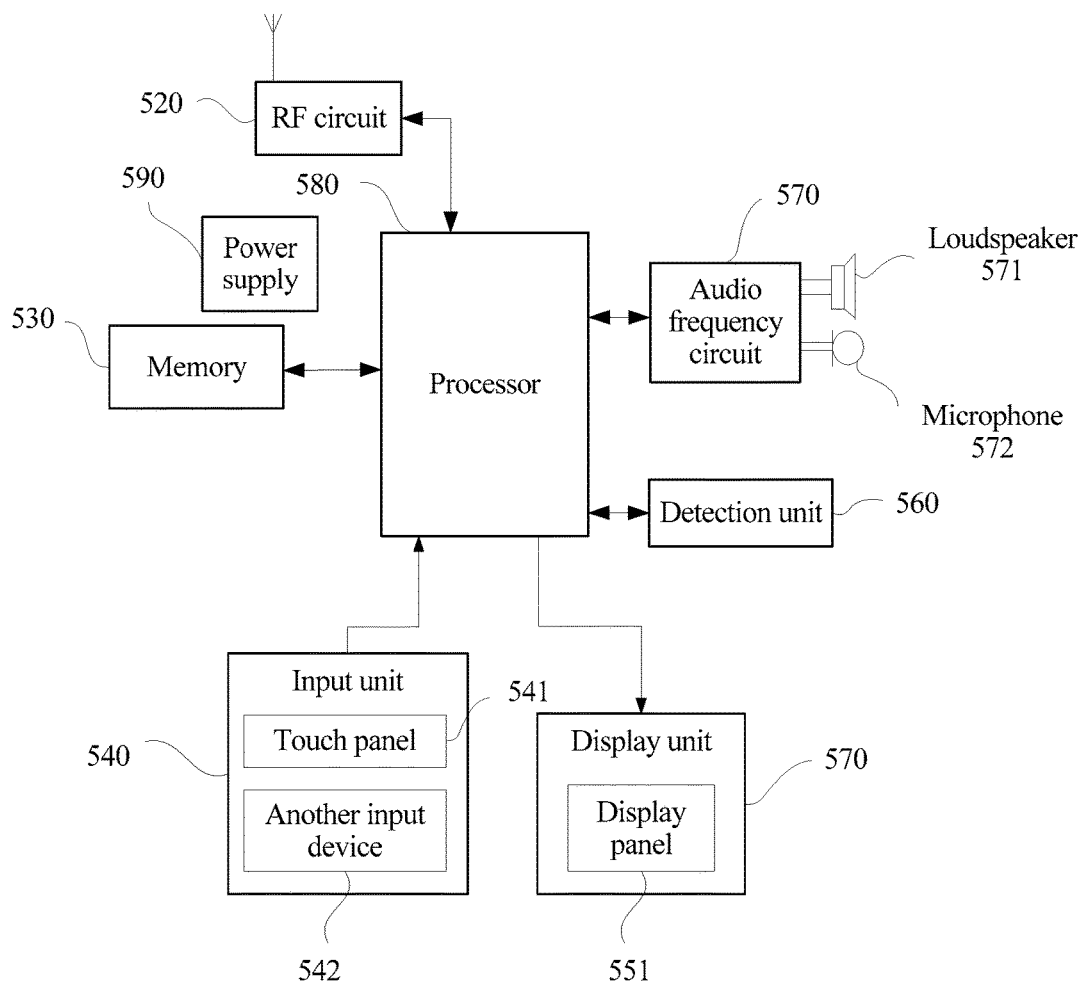 520
RF circuit
590
580
570
Power
supply
Loudspeaker
571
Audio
frequency
circuit
530
Memory
Processor
Microphone
572
Detection unit
560
Input unit
541
Touch panel
540
Another input
device
542
Display unit
570
Display
panel
551